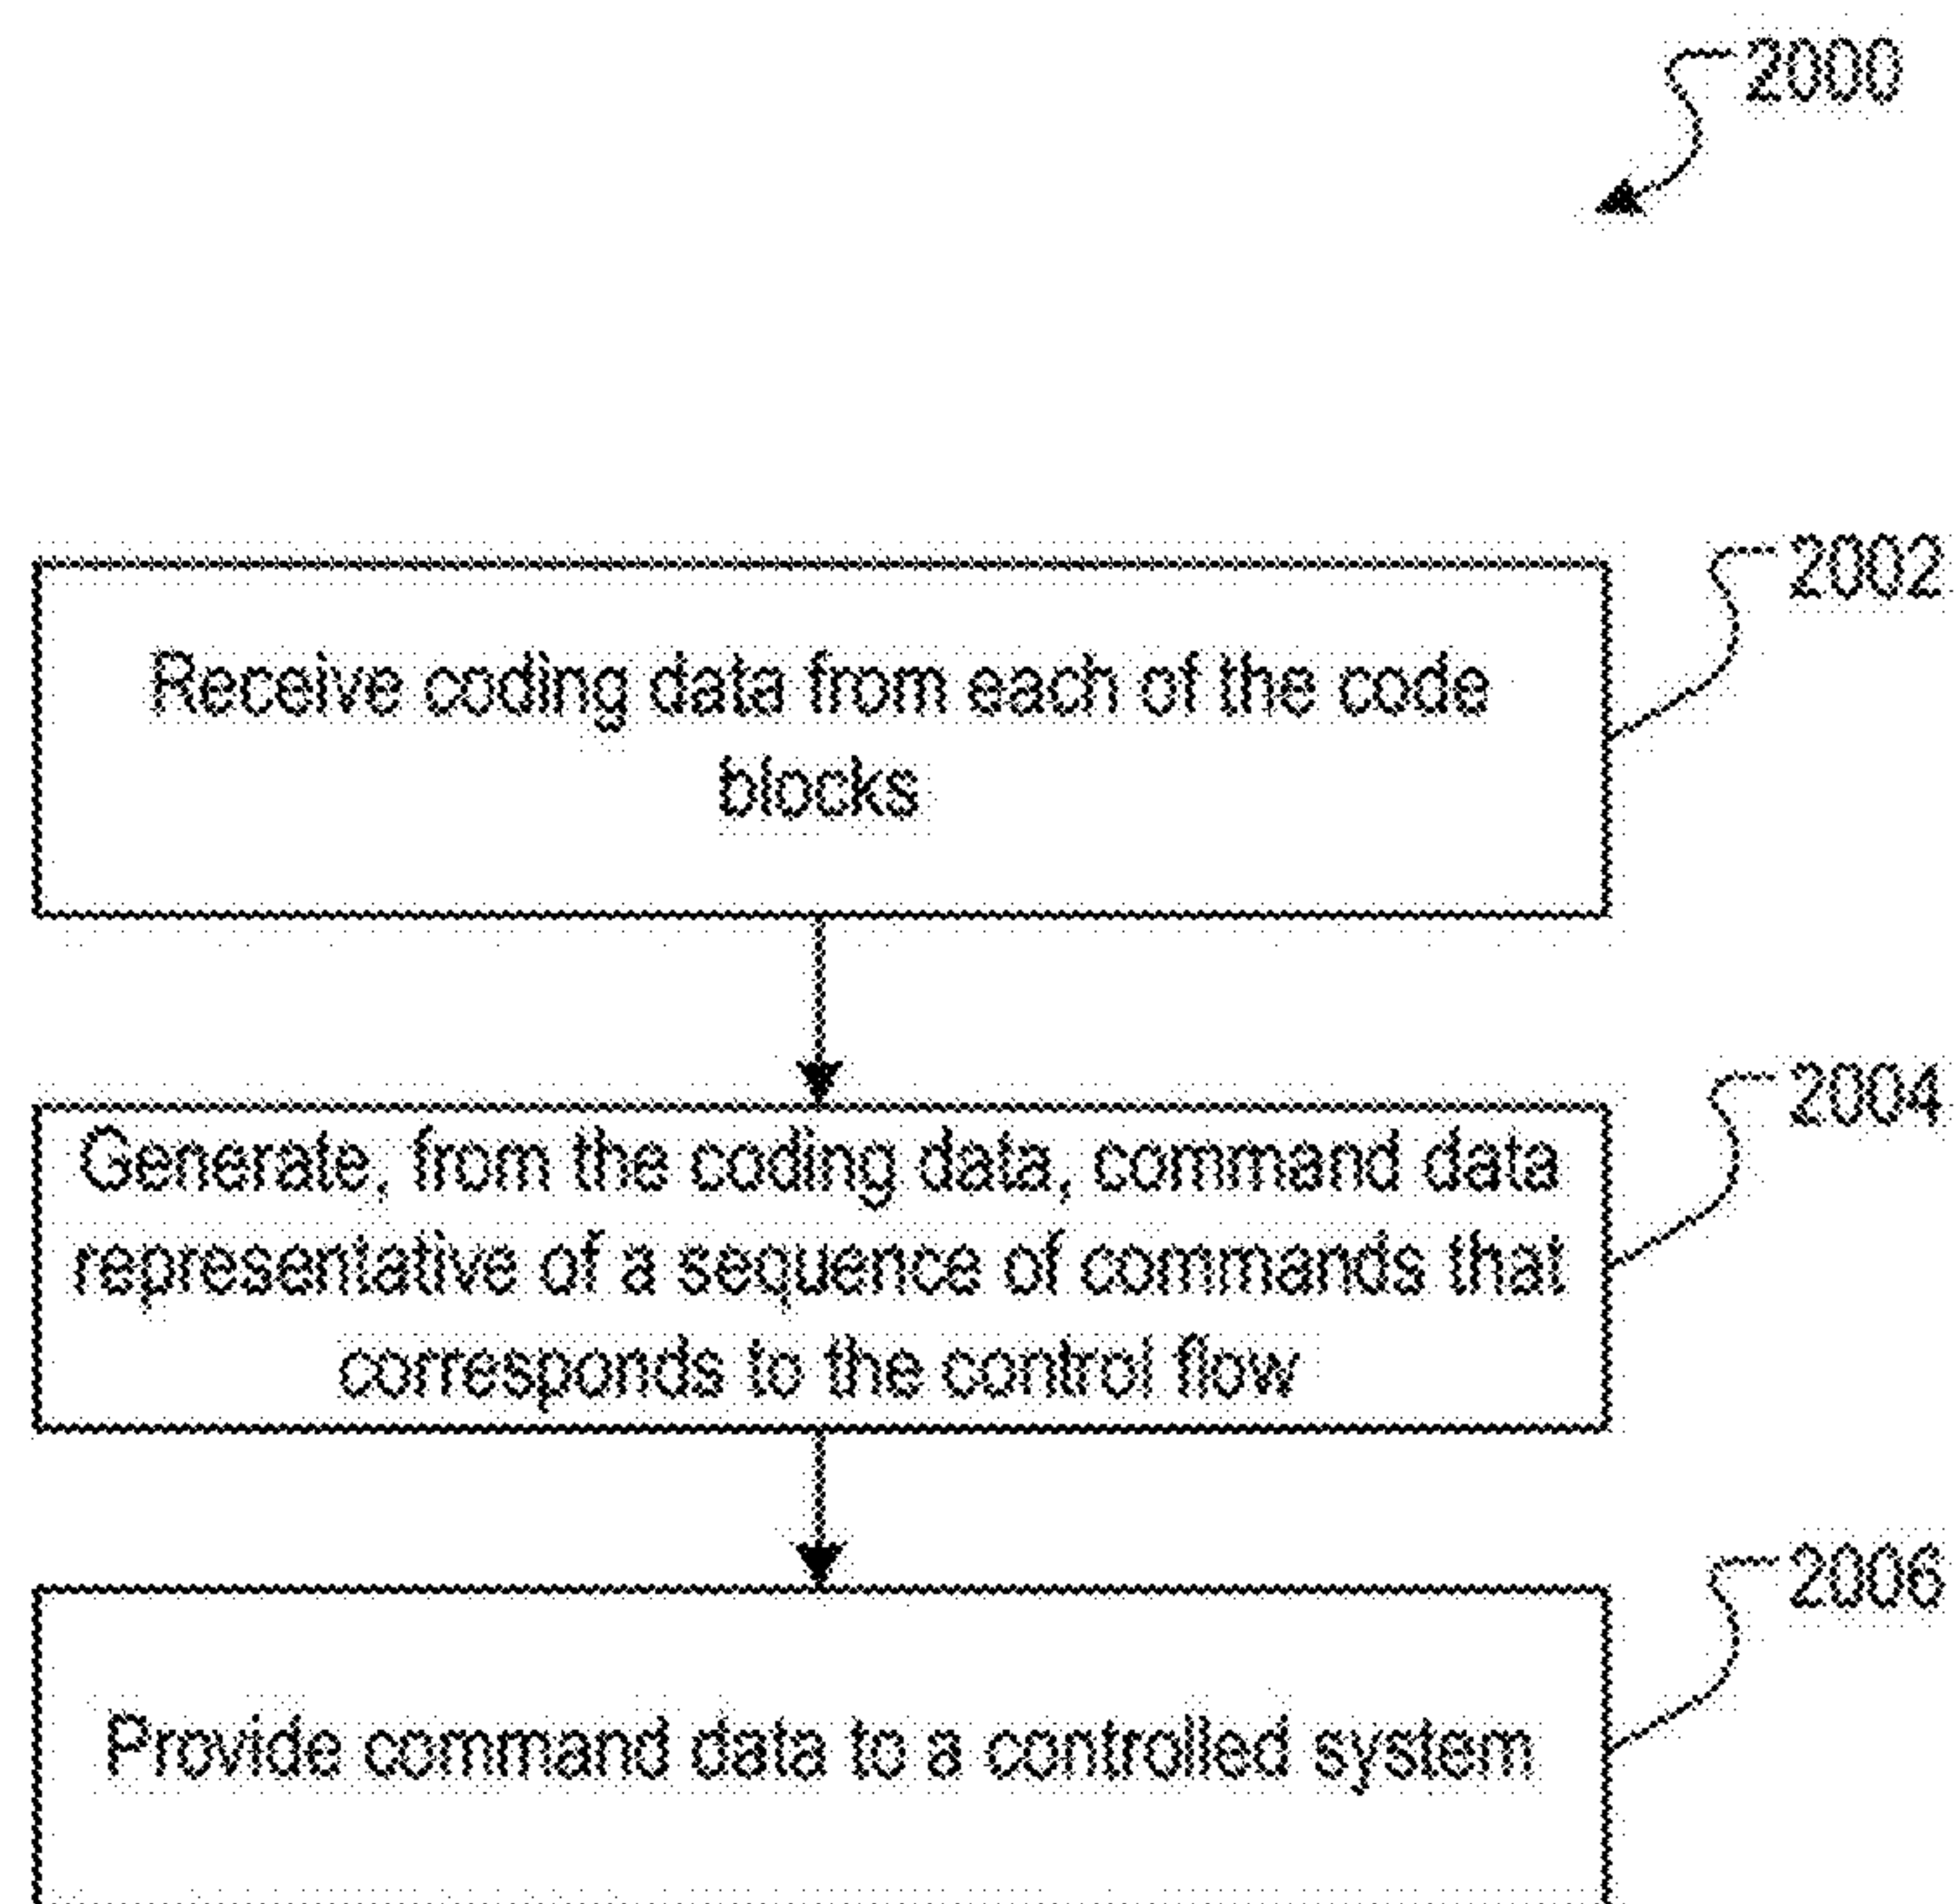 2000
2002
Receive coding data from each of the code
blocks
2004
Generate, from the coding data, command data
representative of a sequence of commands that
corresponds to the control flow
2006
Provide command data to a controlled system